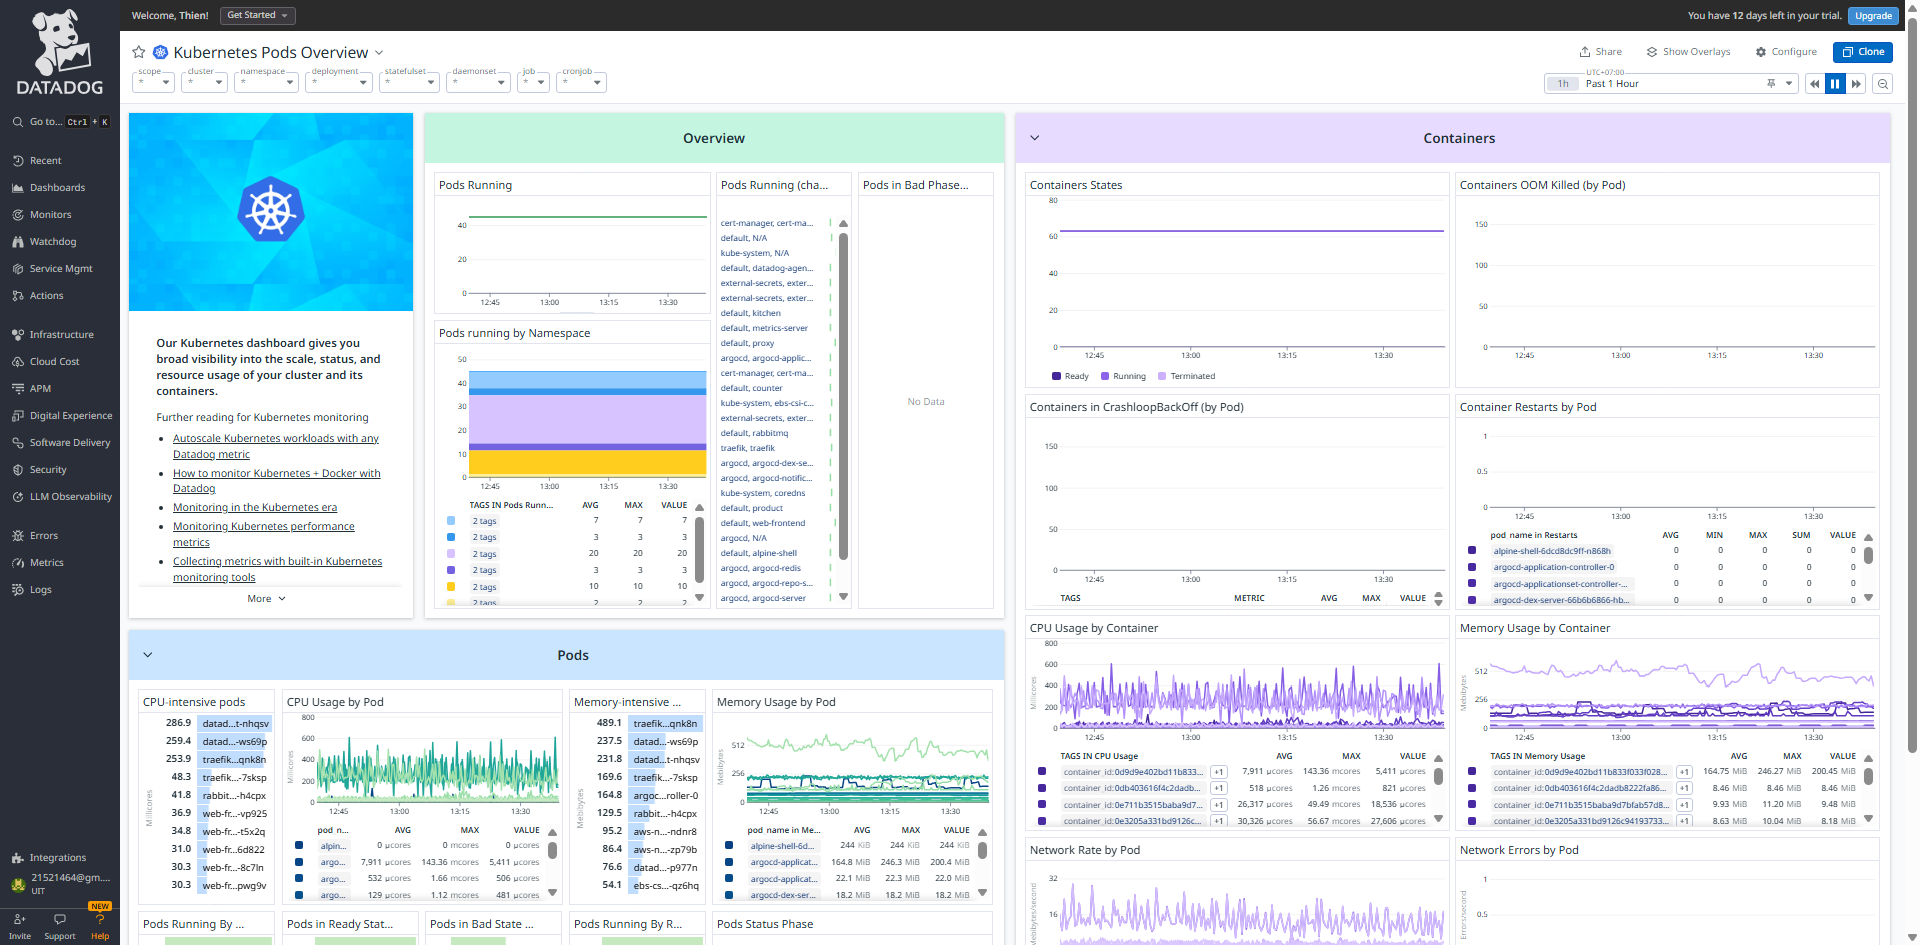 Welcome, Thien!
Get Started
You have 12 days left in your trial.
Upgrade
DATADOG
Go to... Ctrl + K
Recent
Dashboards
Monitors
Watchdog
Service Mgmt
Actions
Infrastructure
Cloud Cost
APM
Digital Experience
Software Delivery
Security
LLM Observability
Errors
Metrics
Logs
Integrations
21521464@gm....
UIT
NEW
Invite Support Help
Kubernetes Pods Overview
Share Show Overlays Configure Clone
scope cluster namespace deployment statefulset daemonset job cronjob
* * * * * * * *
UTC+07:00
1h Past 1 Hour
Our Kubernetes dashboard gives you
broad visibility into the scale, status, and
resource usage of your cluster and its
containers.
Further reading for Kubernetes monitoring
• Autoscale Kubernetes workloads with any
Datadog metric
• How to monitor Kubernetes + Docker with
Datadog
• Monitoring in the Kubernetes era
• Monitoring Kubernetes performance
metrics
• Collecting metrics with built-in Kubernetes
monitoring tools
More
Overview
Pods Running
40
20
0
12:45 13:00 13:15 13:30
Pods running by Namespace
50
40
30
20
10
0
12:45 13:00 13:15 13:30
TAGS IN Pods Runn... AVG MAX VALUE
2 tags 7 7 7
2 tags 3 3 3
2 tags 20 20 20
2 tags 3 3 3
2 tags 10 10 10
2 tags 2 2 2
Pods Running (cha...
cert-manager, cert-ma...
default, N/A
kube-system, N/A
default, datadog-agen...
external-secrets, exter...
external-secrets, exter...
default, kitchen
default, metrics-server
default, proxy
argocd, argocd-applic...
cert-manager, cert-ma...
default, counter
kube-system, ebs-csi-c...
external-secrets, exter...
default, rabbitmq
traefik, traefik
argocd, argocd-dex-se...
argocd, argocd-notific...
kube-system, coredns
default, product
default, web-frontend
argocd, N/A
default, alpine-shell
argocd, argocd-redis
argocd, argocd-repo-s...
argocd, argocd-server
Pods in Bad Phase...
No Data
Containers
Containers States
80
60
40
20
0
12:45 13:00 13:15 13:30
Ready Running Terminated
Containers OOM Killed (by Pod)
150
100
50
0
12:45 13:00 13:15 13:30
Containers in CrashloopBackOff (by Pod)
150
100
50
0
12:45 13:00 13:15 13:30
TAGS METRIC AVG MAX VALUE
Container Restarts by Pod
1
0.5
0
12:45 13:00 13:15 13:30
pod_name in Restarts AVG MIN MAX SUM VALUE
alpine-shell-6dcd8dc9ff-n868h 0 0 0 0 0
argocd-application-controller-0 0 0 0 0 0
argocd-applicationset-controller-... 0 0 0 0 0
argocd-dex-server-66b6b6866-hb... 0 0 0 0 0
CPU Usage by Container
Millicores
800
600
400
200
0
12:45 13:00 13:15 13:30
TAGS IN CPU Usage AVG MAX VALUE
container_id:0d9d9e402bd11b833... +1 7,911 µcores 143.36 mcores 5,411 µcores
container_id:0db403616f4c2dadb... +1 518 µcores 1.26 mcores 821 µcores
container_id:0e711b3515baba9d7... +1 26,317 µcores 49.49 mcores 18,536 µcores
container_id:0e3205a331bd9126c... +1 30,326 µcores 56.67 mcores 27,606 µcores
Memory Usage by Container
Mebibytes
512
256
0
12:45 13:00 13:15 13:30
TAGS IN Memory Usage AVG MAX VALUE
container_id:0d9d9e402bd11b833f033f028... +1 164.75 MiB 246.27 MiB 200.45 MiB
container_id:0db403616f4c2dadb8222fa86... +1 8.46 MiB 8.46 MiB 8.46 MiB
container_id:0e711b3515baba9d7bfab57d8... +1 9.93 MiB 11.20 MiB 9.48 MiB
container_id:0e3205a331bd9126c94193733... +1 8.63 MiB 10.04 MiB 8.18 MiB
Network Rate by Pod
Mebibytes/second
32
16
Network Errors by Pod
Errors/second
1
0.5
Pods
CPU-intensive pods
Millicores
286.9 datad...t-nhqsv
259.4 datad...-ws69p
253.9 traefik...qnk8n
48.3 traefik...-7sksp
41.8 rabbit...-h4cpx
36.9 web-fr...-vp925
34.8 web-fr...-t5x2q
31.0 web-fr...6d822
30.3 web-fr...-8c7ln
30.3 web-fr...pwg9v
CPU Usage by Pod
Millicores
800
600
400
200
0
12:45 13:00 13:15 13:30
pod_n... AVG MAX VALUE
alpin... 0 µcores 0 mcores 0 µcores
argo... 7,911 µcores 143.36 mcores 5,411 µcores
argo... 532 µcores 1.66 mcores 506 µcores
argo... 129 µcores 1.12 mcores 481 µcores
Memory-intensive ...
Mebibytes
489.1 traefik...qnk8n
237.5 datad...-ws69p
231.8 datad...t-nhqsv
169.6 traefik...-7sksp
164.8 argoc...roller-0
129.5 rabbit...-h4cpx
95.2 aws-n...-ndnr8
86.4 aws-n...-zp79b
76.6 datad...-p977n
54.1 ebs-cs...-qz6hq
Memory Usage by Pod
Mebibytes
512
256
0
12:45 13:00 13:15 13:30
pod_name in Me... AVG MAX VALUE
alpine-shell-6d... 244 KiB 244 KiB 244 KiB
argocd-applicat... 164.8 MiB 246.3 MiB 200.4 MiB
argocd-applicat... 22.1 MiB 22.3 MiB 22.0 MiB
argocd-dex-ser... 18.2 MiB 18.2 MiB 18.2 MiB
Pods Running By ...
Pods in Ready Stat...
Pods in Bad State ...
Pods Running By R...
Pods Status Phase